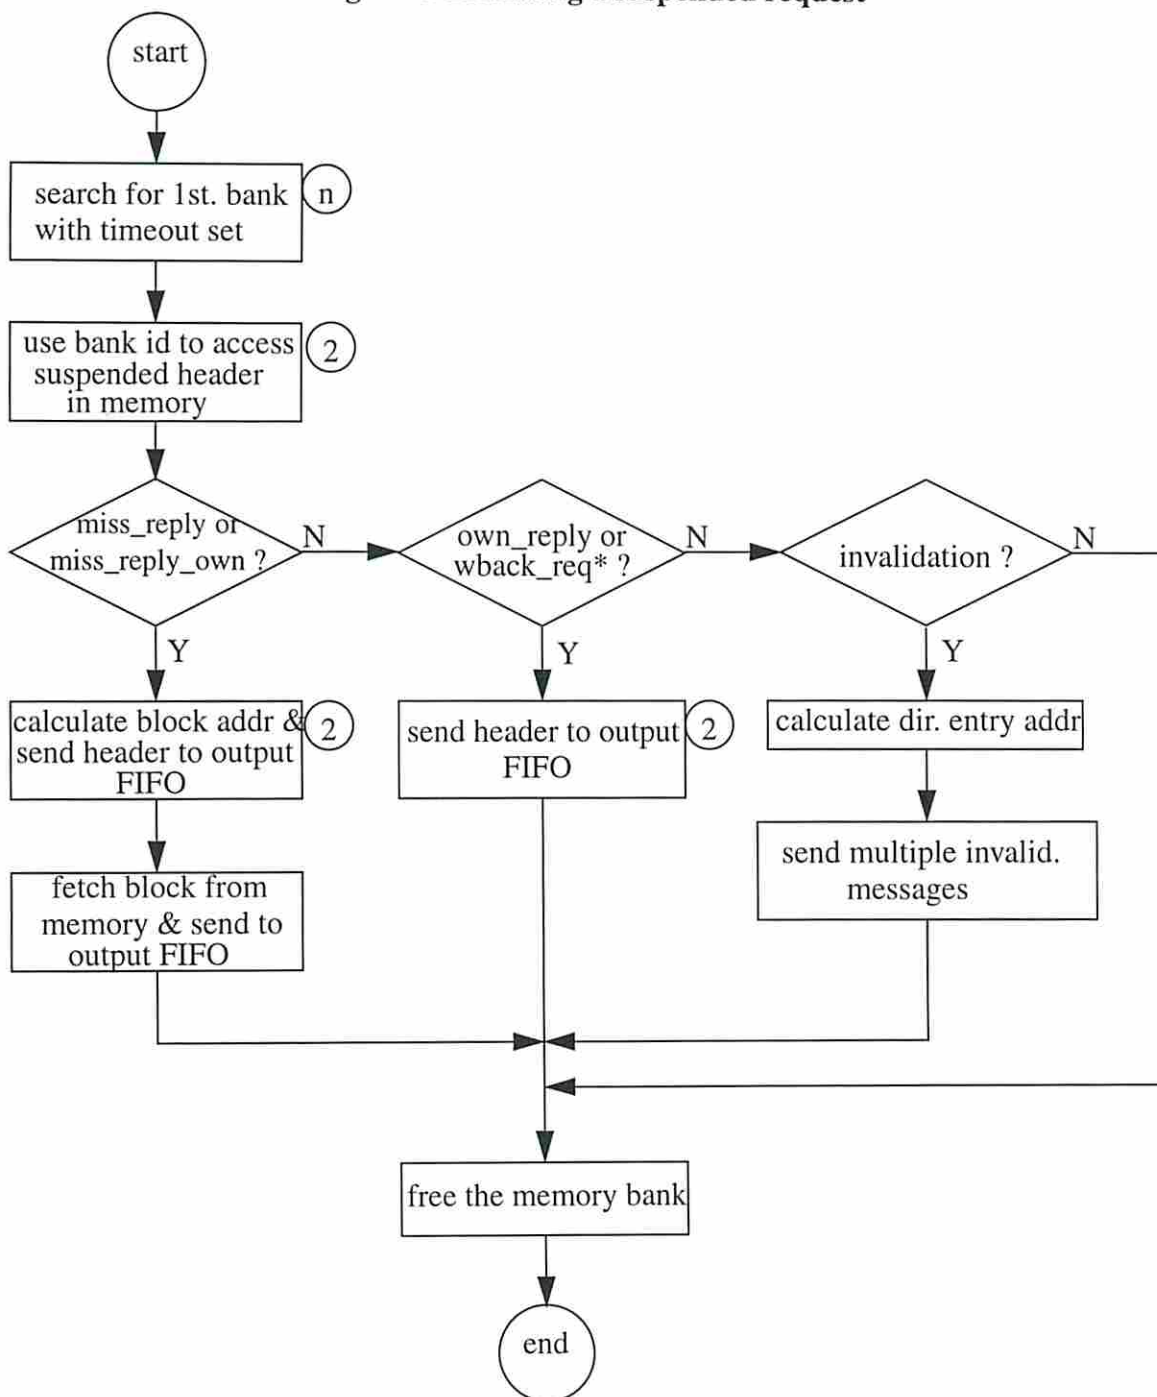 request
start
search for 1st. bank
with timeout set
n
use bank id to access
suspended header
in memory
2
miss_reply or
miss_reply_own ?
N
own_reply or
wback_req* ?
N
invalidation ?
N
Y
Y
Y
calculate block addr &
send header to output
FIFO
2
send header to output
FIFO
2
calculate dir. entry addr
fetch block from
memory & send to
output FIFO
send multiple invalid.
messages
free the memory bank
end